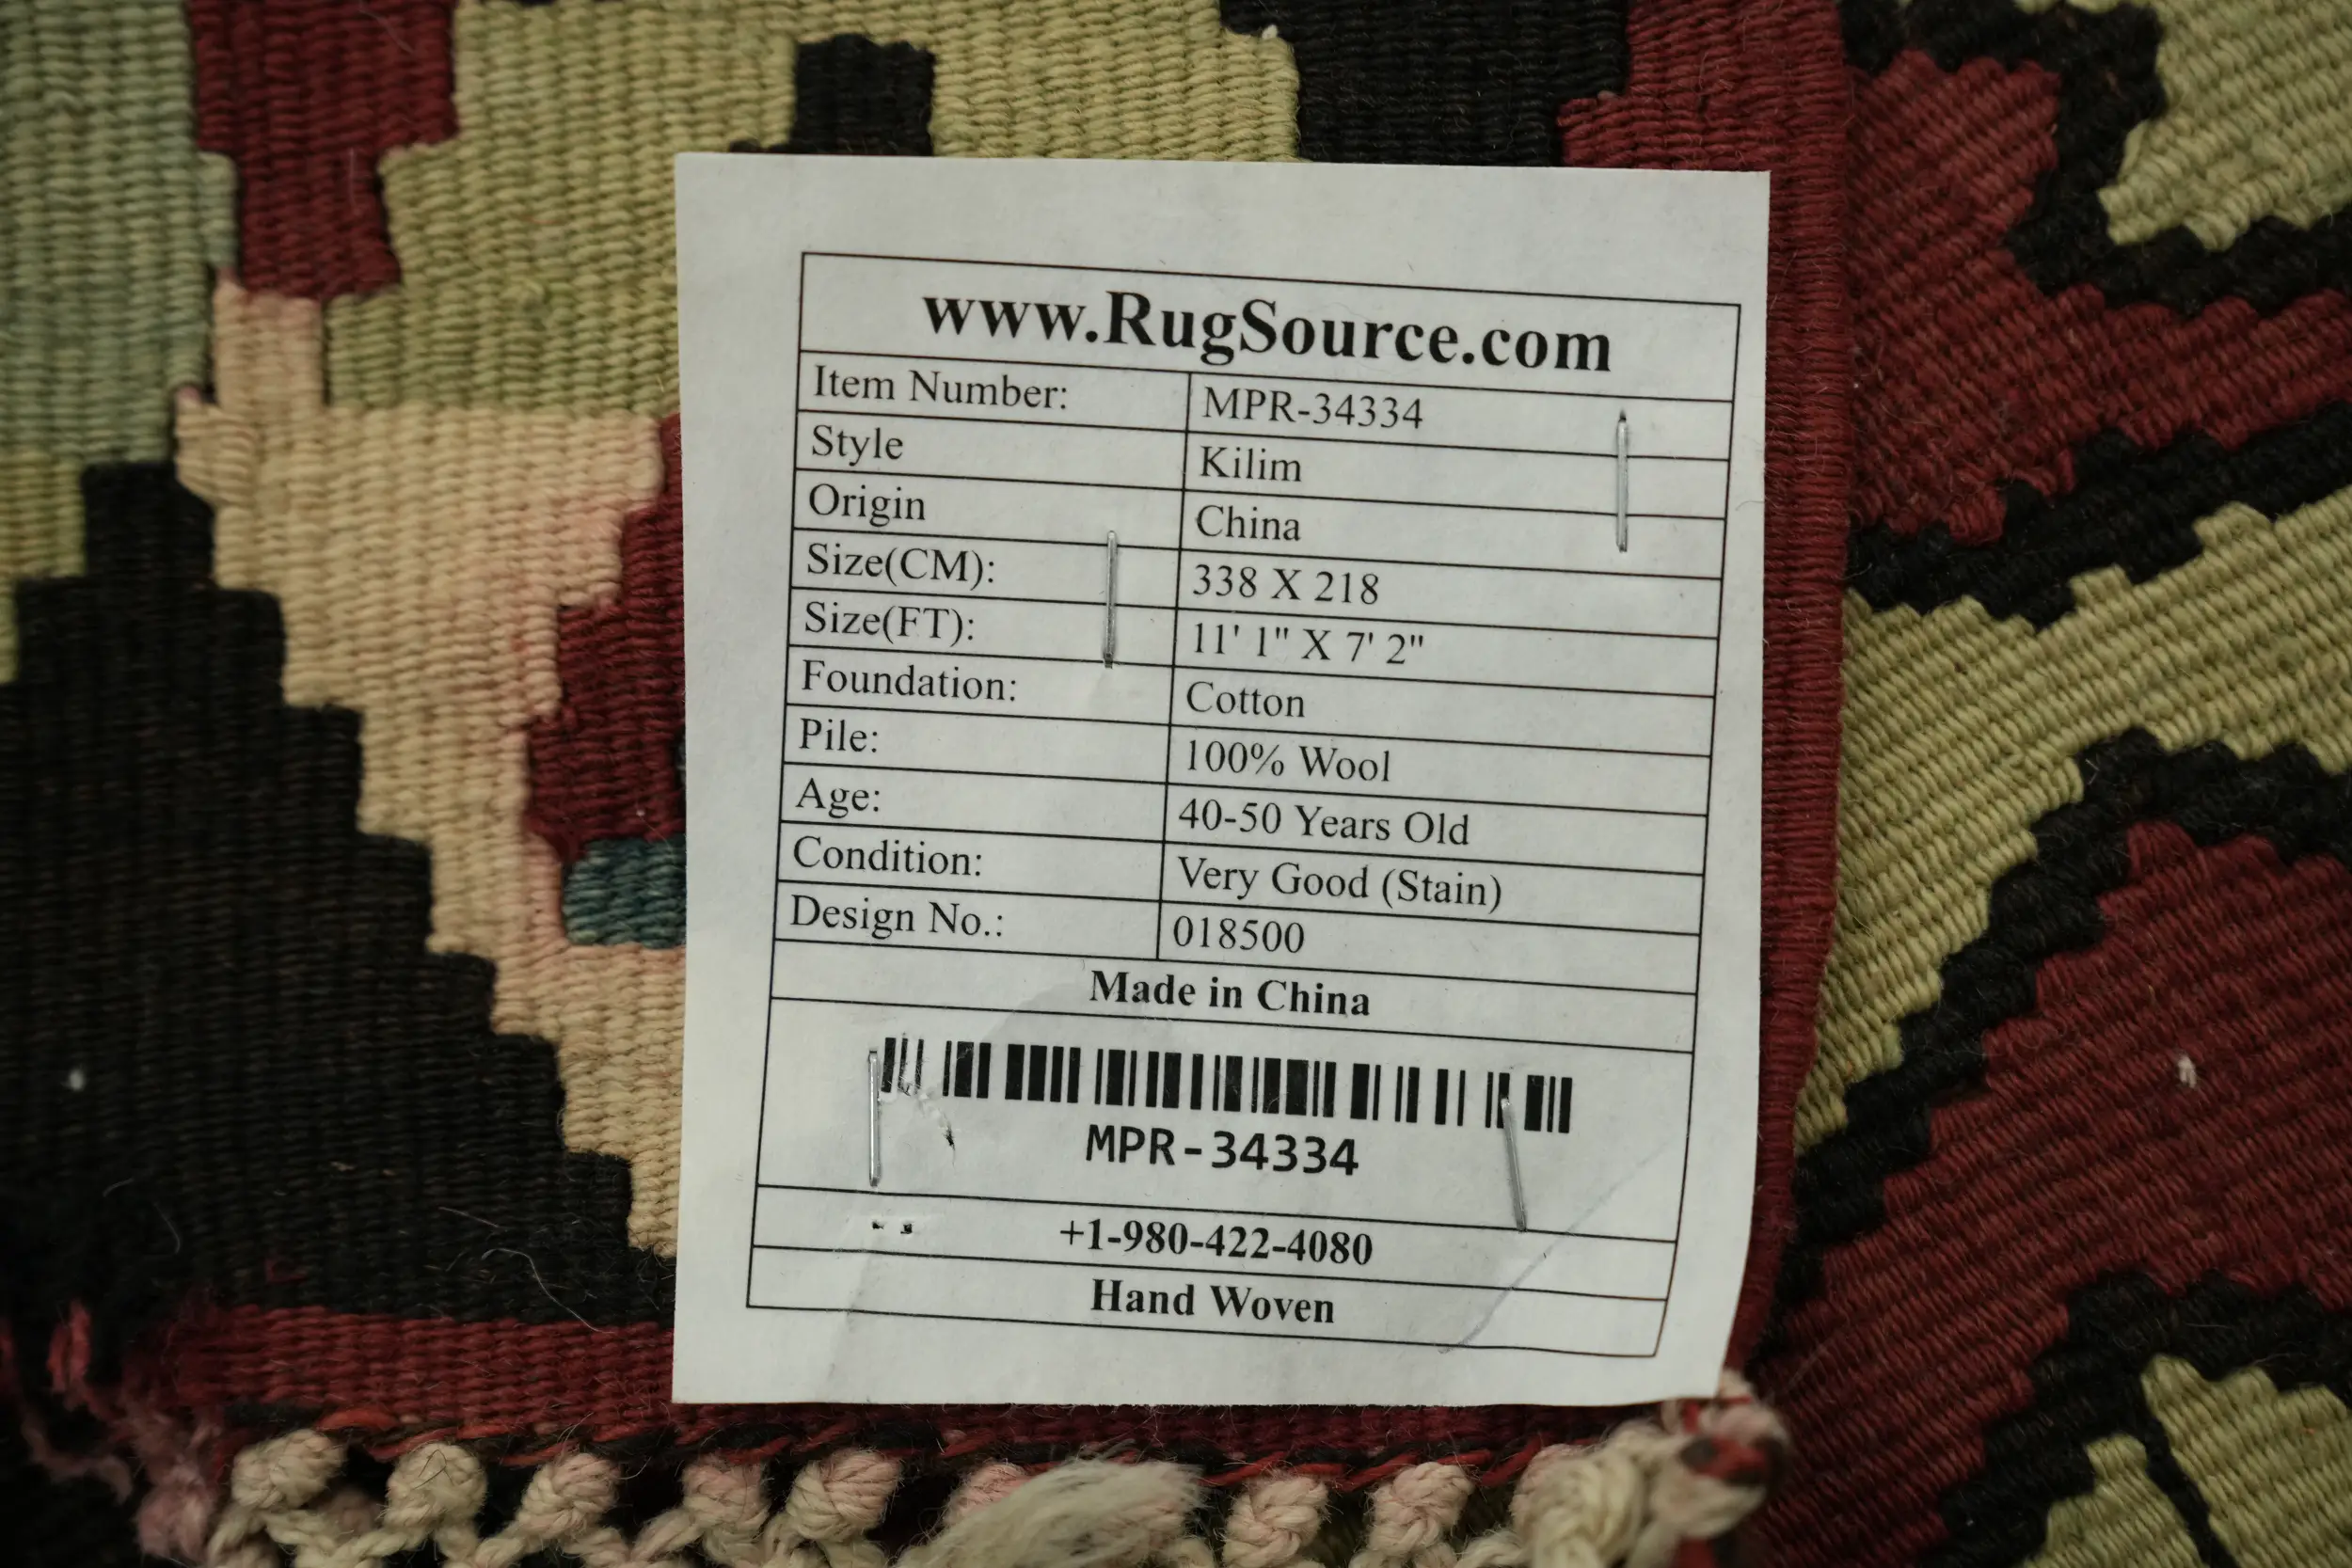 www.RugSource.com
Item Number: MPR-34334
Style Kilim
Origin China
Size(CM): 338 X 218
Size(FT): 11' 1" X 7' 2"
Foundation: Cotton
Pile: 100% Wool
Age: 40-50 Years Old
Condition: Very Good (Stain)
Design No.: 018500
Made in China
MPR-34334
+1-980-422-4080
Hand Woven